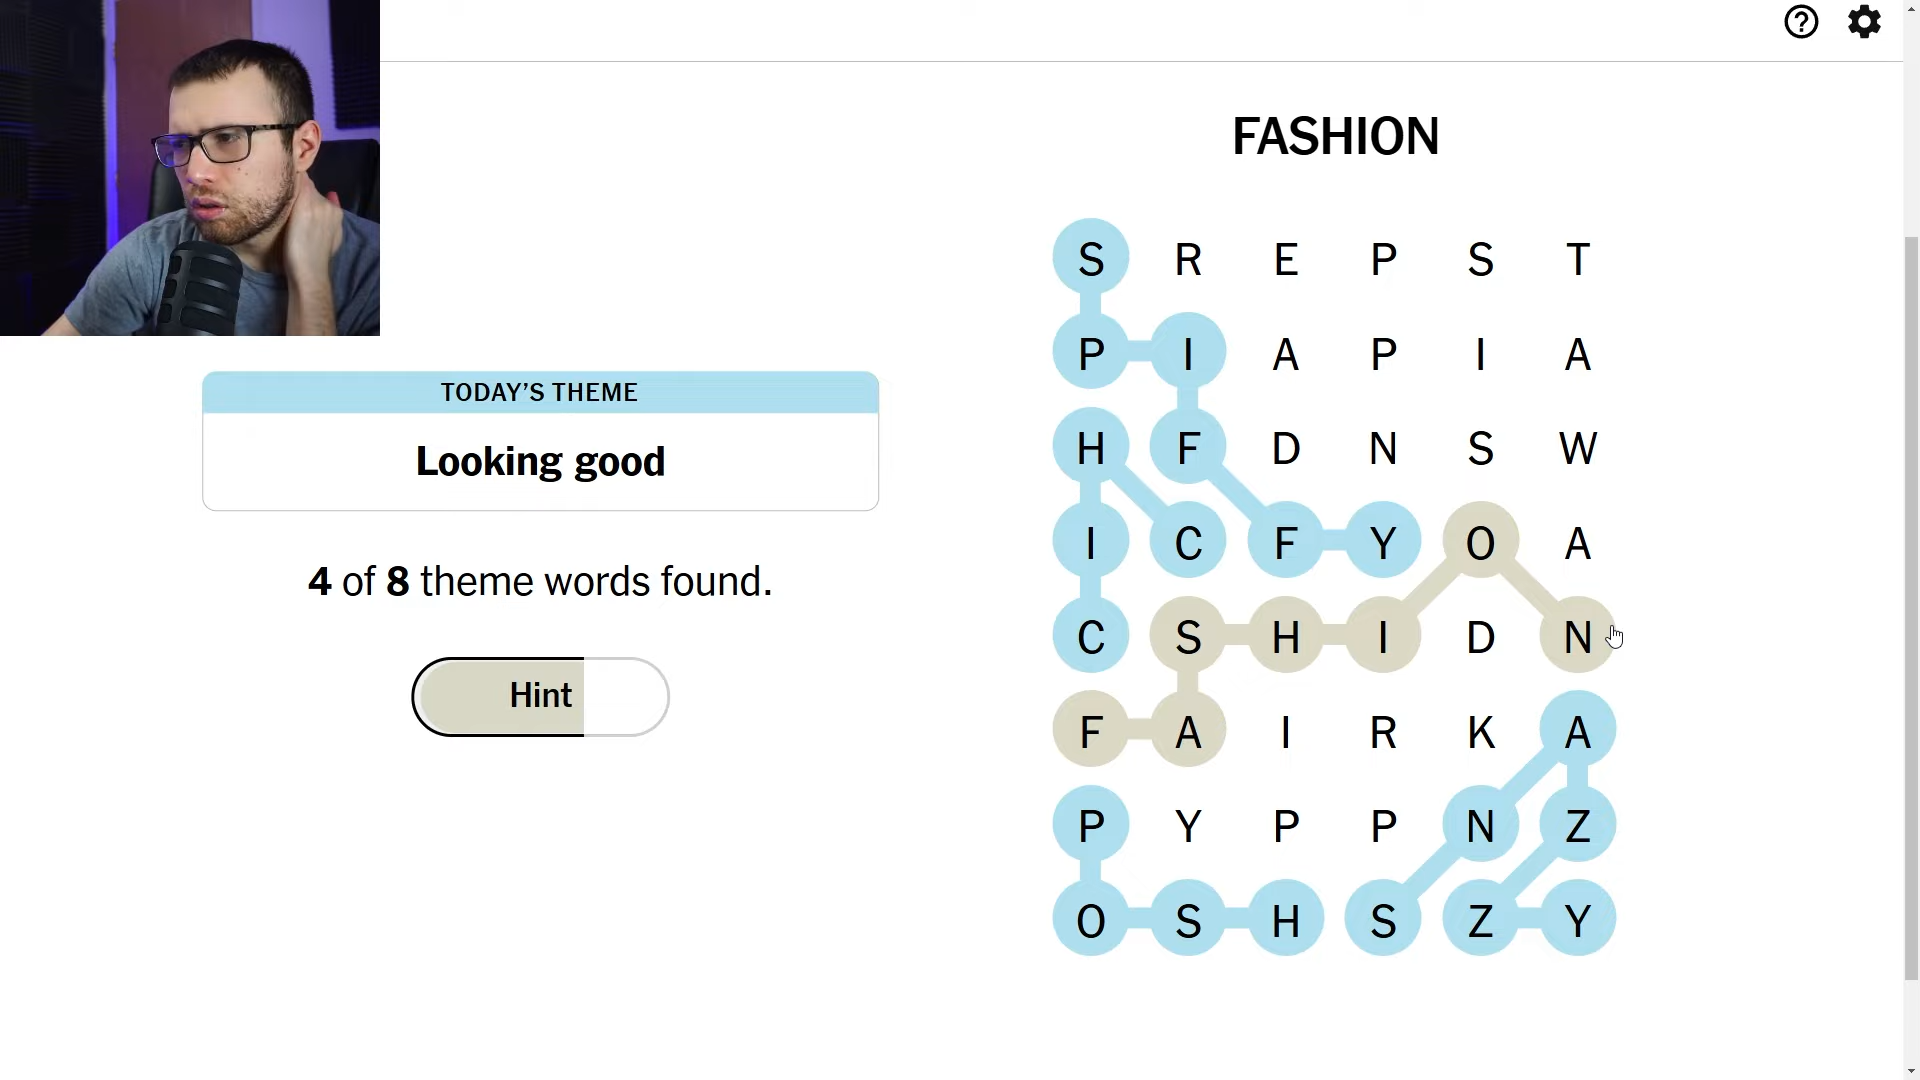 FASHION
TODAY'S THEME
Looking good
4 of 8 theme words found.
Hint
S R E P S T
P I A P I A
H F D N S W
I C F Y O A
C S H I D N
F A I R K A
P Y P P N Z
O S H S Z Y